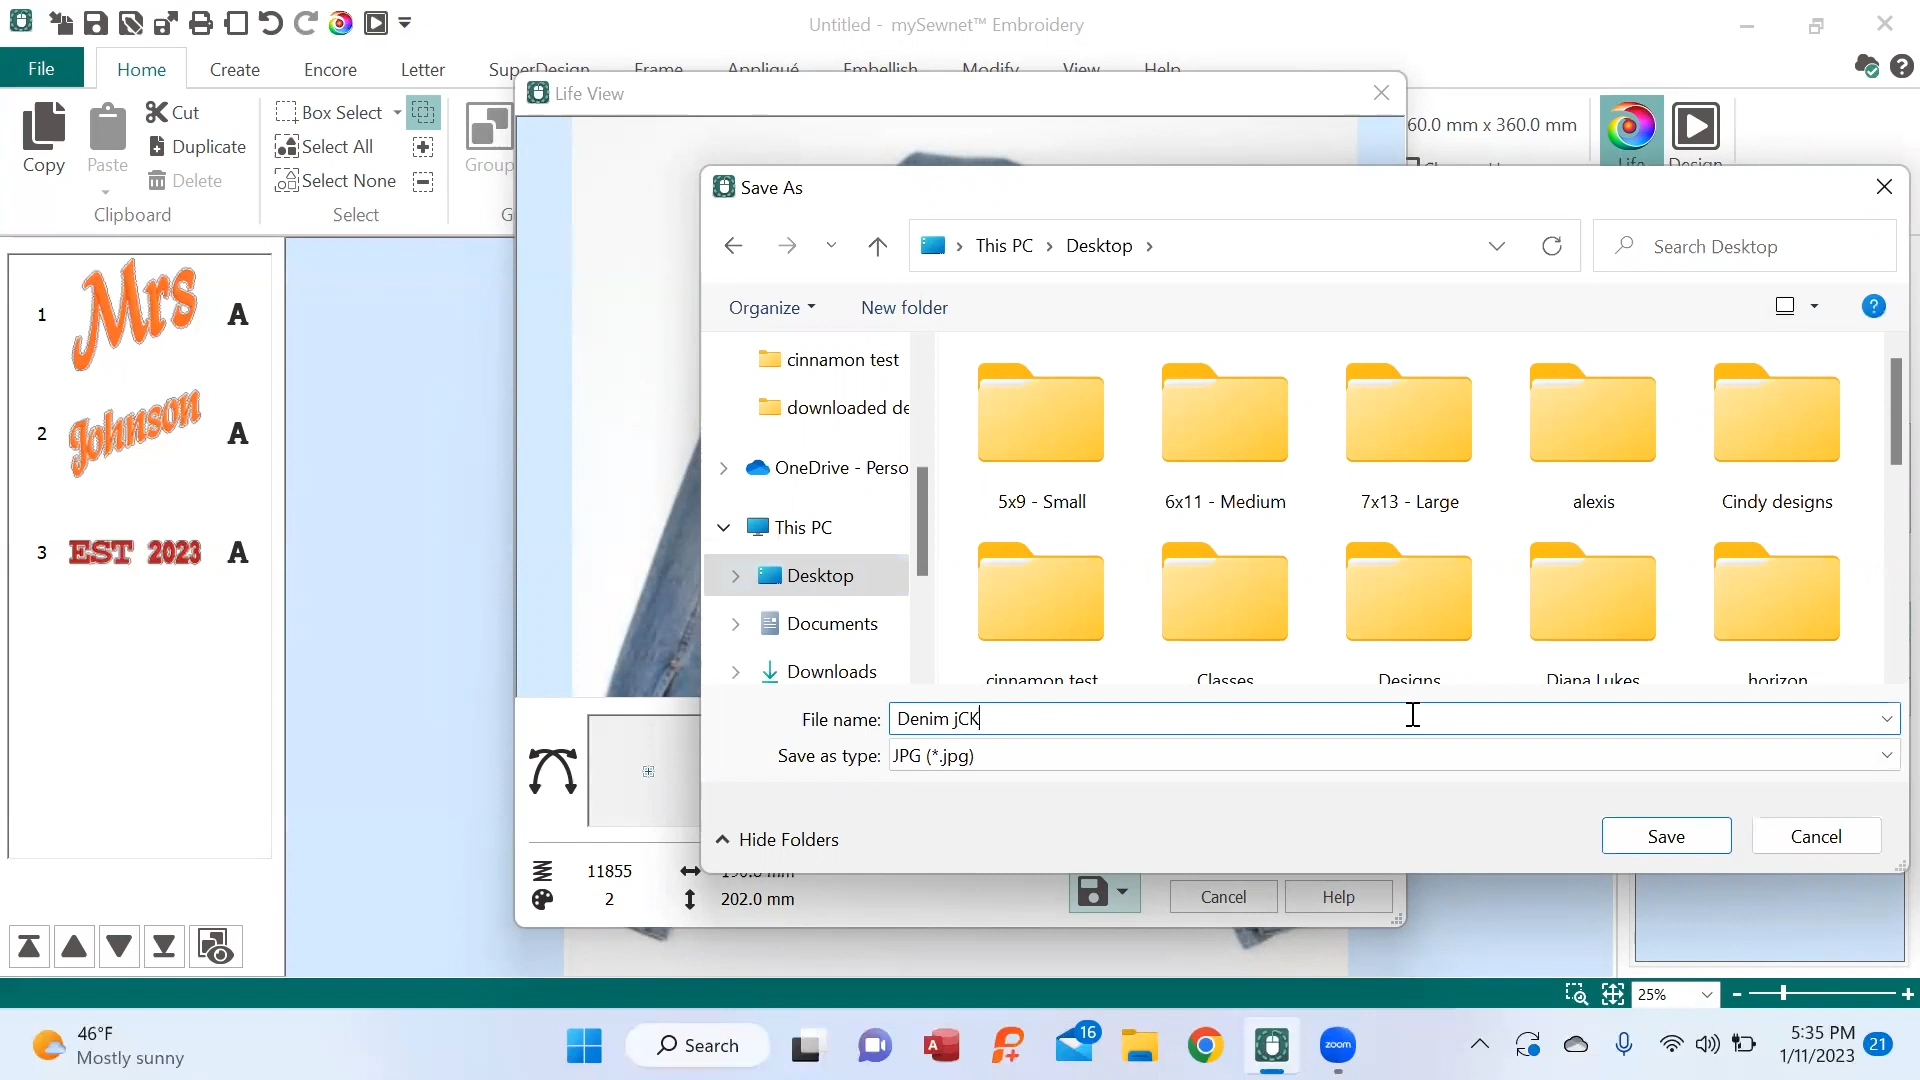 Untitled - mySewnet™ Embroidery
File Home Create Encore Letter SuperDesign Frame Appliqué Embellish Modify View Help
Copy
Paste
Cut
Duplicate
Delete
Clipboard
Box Select
Select All
Select None
Select
Group
Life View
60.0 mm x 360.0 mm
Life
Design
1 Mrs A
2 Johnson A
3 EST 2023 A
Save As
This PC > Desktop >
Search Desktop
Organize
New folder
cinnamon test
downloaded de
OneDrive - Perso
This PC
Desktop
Documents
Downloads
5x9 - Small
6x11 - Medium
7x13 - Large
alexis
Cindy designs
cinnamon test
Classes
Designs
Diana Lukes
horizon
File name: Denim jCK
Save as type: JPG (*.jpg)
Hide Folders
Save
Cancel
11855
2
202.0 mm
Cancel
Help
25%
46°F
Mostly sunny
Search
16
zoom
5:35 PM
1/11/2023
21